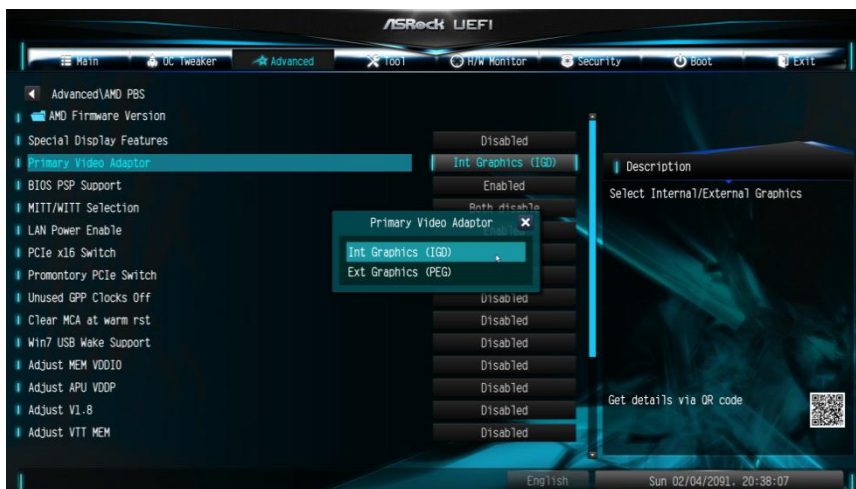 ASRock UEFI
Main OC Tweaker Advanced Tool H/W Monitor Security Boot Exit
Advanced\AMD PBS
AMD Firmware Version
Special Display Features Disabled
Primary Video Adaptor Int Graphics (IGD)
BIOS PSP Support Enabled
MITT/WITT Selection Both disable
LAN Power Enable
PCIe x16 Switch
Promontory PCIe Switch
Unused GPP Clocks Off Disabled
Clear MCA at warm rst Disabled
Win7 USB Wake Support Disabled
Adjust MEM VDDIO Disabled
Adjust APU VDDP Disabled
Adjust V1.8 Disabled
Adjust VTT MEM Disabled
Primary Video Adaptor
Int Graphics (IGD)
Ext Graphics (PEG)
Description
Select Internal/External Graphics
Get details via QR code
English Sun 02/04/2091. 20:38:07